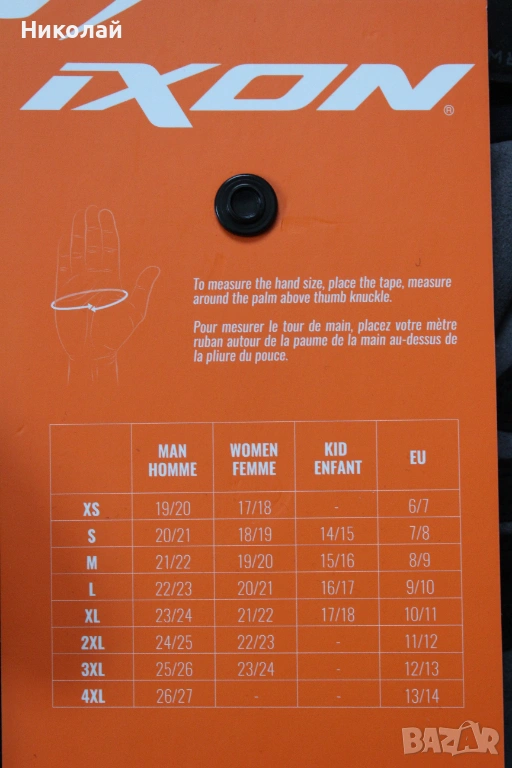 Николай
iXON®
To measure the hand size, place the tape, measure
around the palm above thumb knuckle.
Pour mesurer le tour de main, placez votre mètre
ruban autour de la paume de la main au-dessus de
la pliure du pouce.
MAN HOMME WOMEN FEMME KID ENFANT EU
XS 19/20 17/18 - 6/7
S 20/21 18/19 14/15 7/8
M 21/22 19/20 15/16 8/9
L 22/23 20/21 16/17 9/10
XL 23/24 21/22 17/18 10/11
2XL 24/25 22/23 - 11/12
3XL 25/26 23/24 - 12/13
4XL 26/27 - - 13/14
BAZAR